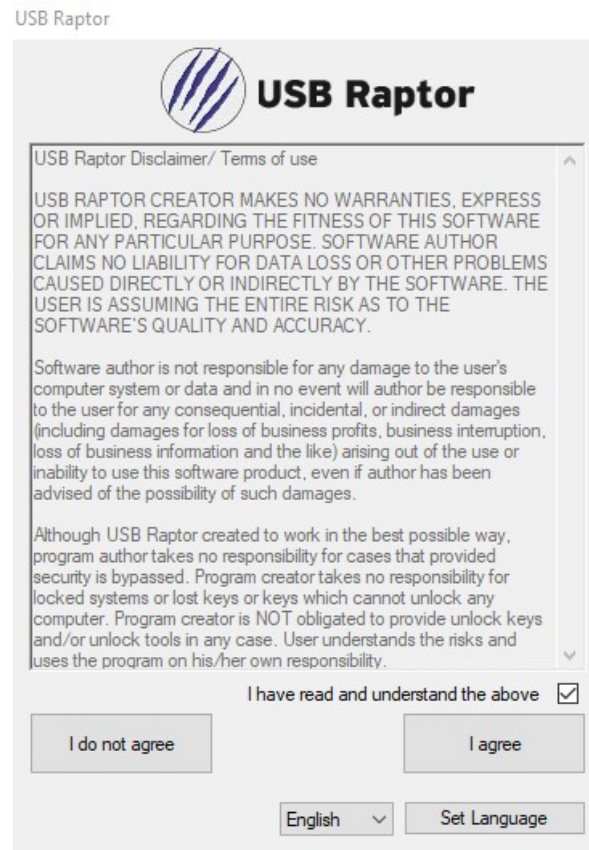 USB Raptor
USB Raptor
USB Raptor Disclaimer/ Terms of use
USB RAPTOR CREATOR MAKES NO WARRANTIES, EXPRESS
OR IMPLIED, REGARDING THE FITNESS OF THIS SOFTWARE
FOR ANY PARTICULAR PURPOSE. SOFTWARE AUTHOR
CLAIMS NO LIABILITY FOR DATA LOSS OR OTHER PROBLEMS
CAUSED DIRECTLY OR INDIRECTLY BY THE SOFTWARE. THE
USER IS ASSUMING THE ENTIRE RISK AS TO THE
SOFTWARE'S QUALITY AND ACCURACY.
Software author is not responsible for any damage to the user's
computer system or data and in no event will author be responsible
to the user for any consequential, incidental, or indirect damages
(including damages for loss of business profits, business interruption,
loss of business information and the like) arising out of the use or
inability to use this software product, even if author has been
advised of the possibility of such damages.
Although USB Raptor created to work in the best possible way,
program author takes no responsibility for cases that provided
security is bypassed. Program creator takes no responsibility for
locked systems or lost keys or keys which cannot unlock any
computer. Program creator is NOT obligated to provide unlock keys
and/or unlock tools in any case. User understands the risks and
uses the program on his/her own responsibility.
I have read and understand the above
I do not agree
I agree
English
Set Language